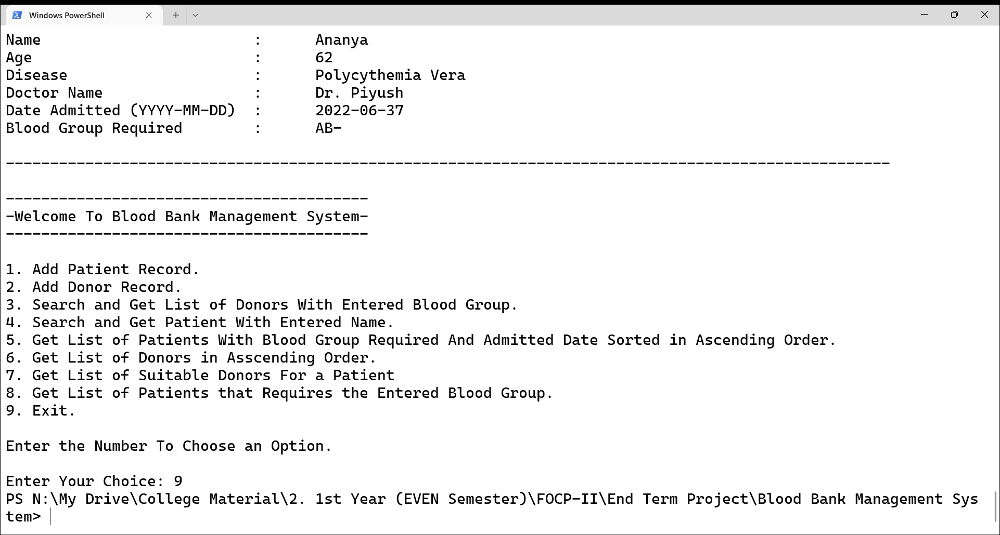 Windows PowerShell
Name : Ananya
Age : 62
Disease : Polycythemia Vera
Doctor Name : Dr. Piyush
Date Admitted (YYYY-MM-DD) : 2022-06-37
Blood Group Required : AB-
----------------------------------------------------------------------------------------------------
-----------------------------------------
-Welcome To Blood Bank Management System-
-----------------------------------------
1. Add Patient Record.
2. Add Donor Record.
3. Search and Get List of Donors With Entered Blood Group.
4. Search and Get Patient With Entered Name.
5. Get List of Patients With Blood Group Required And Admitted Date Sorted in Ascending Order.
6. Get List of Donors in Asscending Order.
7. Get List of Suitable Donors For a Patient
8. Get List of Patients that Requires the Entered Blood Group.
9. Exit.
Enter the Number To Choose an Option.
Enter Your Choice: 9
PS N:\My Drive\College Material\2. 1st Year (EVEN Semester)\FOCP-II\End Term Project\Blood Bank Management Sys
tem>